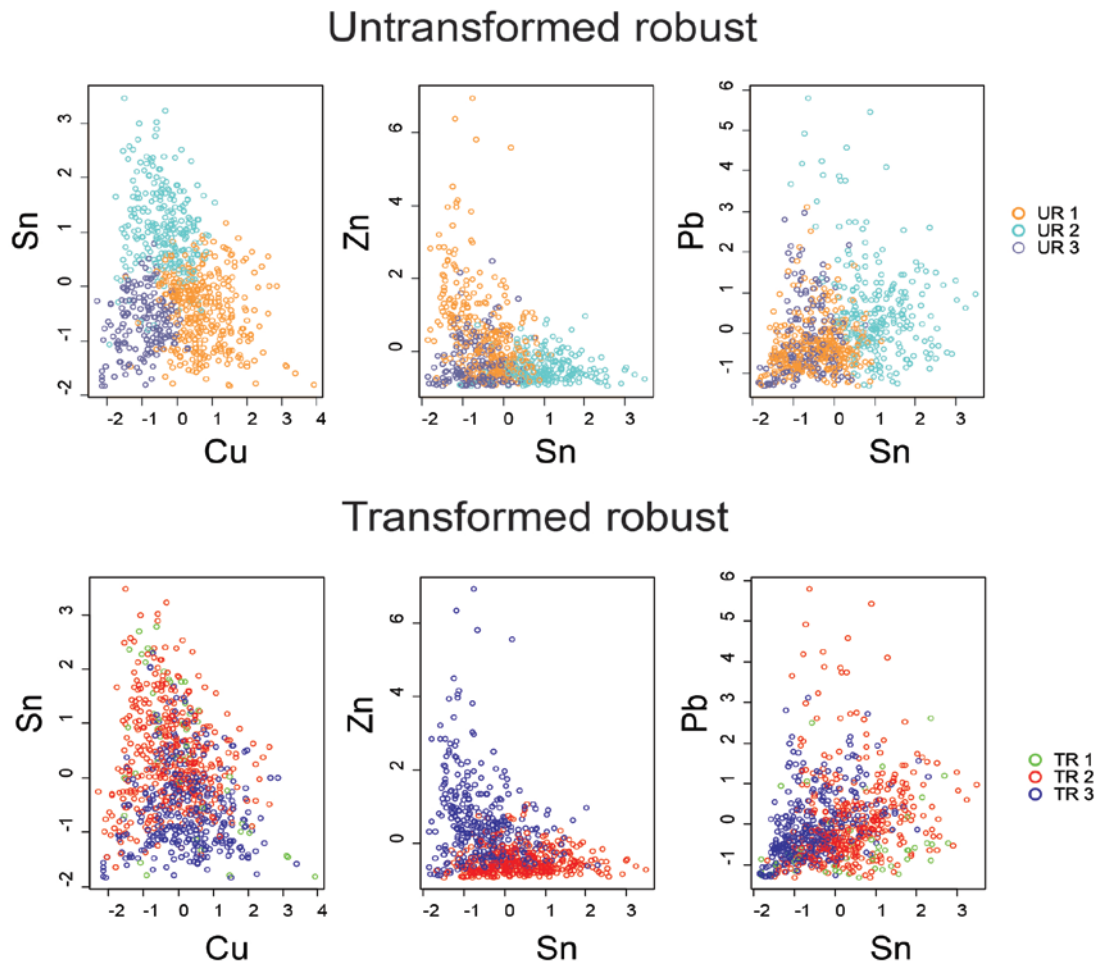 Untransformed robust
Sn
3
2
1
0
-1
-2
-2 -1 0 1 2 3 4
Cu
Zn
6
4
2
0
-2 -1 0 1 2 3
Sn
Pb
6
5
4
3
2
1
0
-1
-2 -1 0 1 2 3
Sn
UR 1
UR 2
UR 3
Transformed robust
Sn
3
2
1
0
-1
-2
-2 -1 0 1 2 3 4
Cu
Zn
6
4
2
0
-2 -1 0 1 2 3
Sn
Pb
6
5
4
3
2
1
0
-1
-2 -1 0 1 2 3
Sn
TR 1
TR 2
TR 3